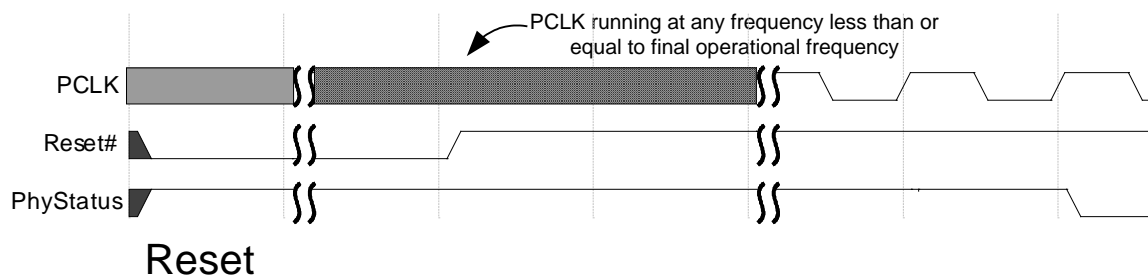 PCLK running at any frequency less than or
equal to final operational frequency
PCLK
Reset#
PhyStatus
Reset